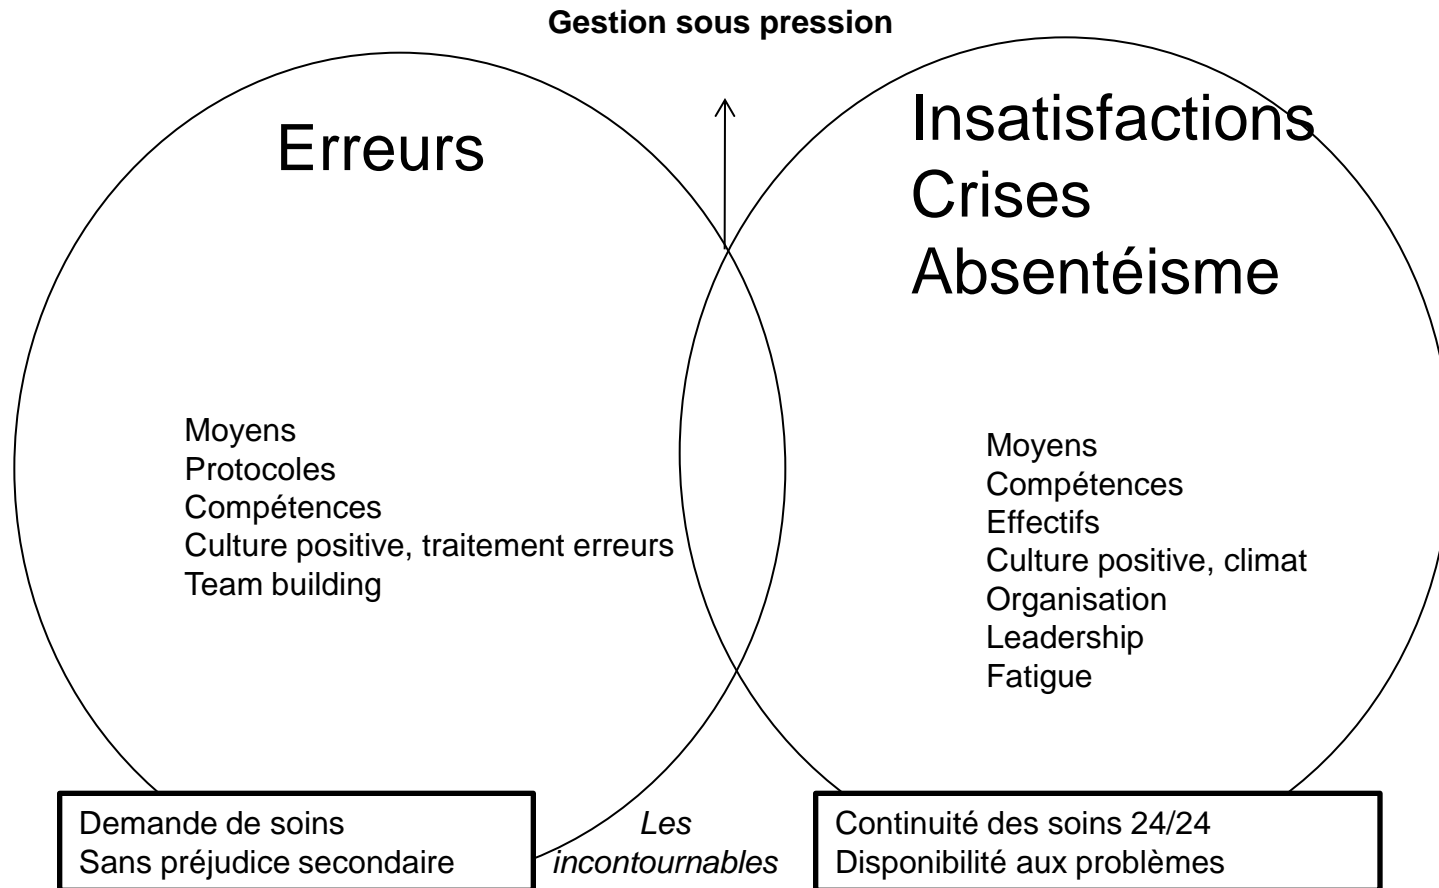 Gestion sous pression
Erreurs
Insatisfactions
Crises
Absentéisme
Moyens
Protocoles
Compétences
Culture positive, traitement erreurs
Team building
Moyens
Compétences
Effectifs
Culture positive, climat
Organisation
Leadership
Fatigue
Demande de soins
Sans préjudice secondaire
Les
incontournables
Continuité des soins 24/24
Disponibilité aux problèmes